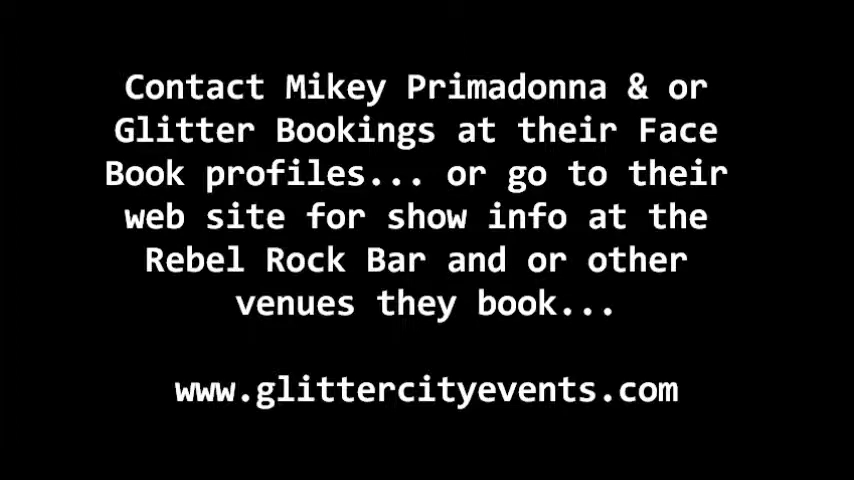 Contact Mikey Primadonna & or
Glitter Bookings at their Face
Book profiles... or go to their
web site for show info at the
Rebel Rock Bar and or other
venues they book...
www.glittercityevents.com